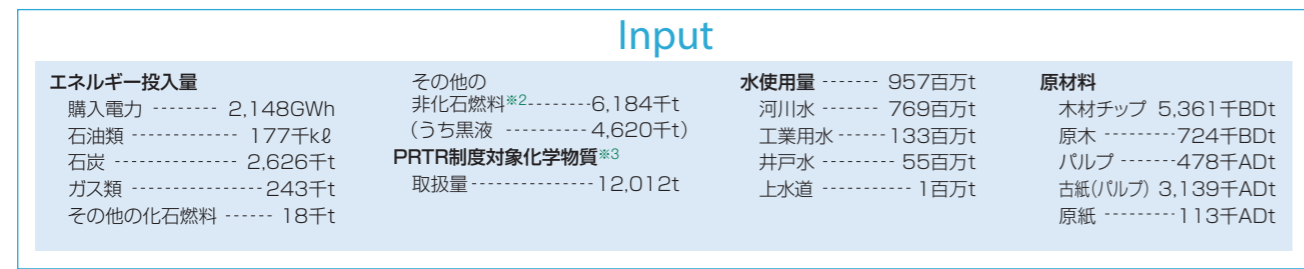 Input
エネルギー投入量
購入電力 -------- 2,148GWh
石油類 ------------- 177千kℓ
石炭 --------------- 2,626千t
ガス類 ----------------243千t
その他の化石燃料 ------ 18千t
その他の
非化石燃料※2--------6,184千t
(うち黒液 ----------4,620千t)
PRTR制度対象化学物質※3
取扱量---------------12,012t
水使用量 ------- 957百万t
河川水 ------- 769百万t
工業用水------133百万t
井戸水 --------- 55百万t
上水道 ----------- 1百万t
原材料
木材チップ 5,361千BDt
原木 ---------724千BDt
パルプ -------478千ADt
古紙(パルプ) 3,139千ADt
原紙 ---------113千ADt